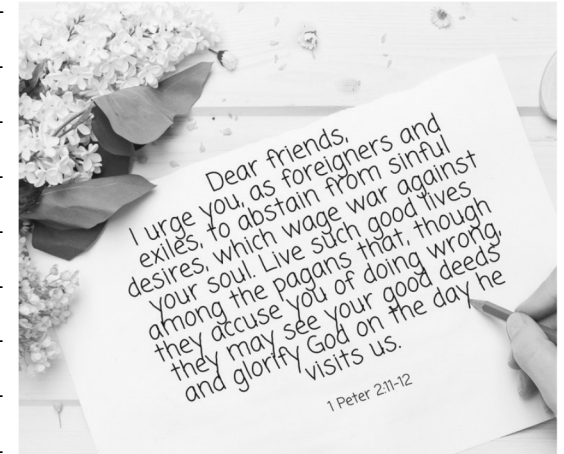 Dear friends,
I urge you, as foreigners and
exiles, to abstain from sinful
desires, which wage war against
your soul. Live such good lives
among the pagans that, though
they accuse you of doing wrong,
they may see your good deeds
and glorify God on the day he
visits us.
1 Peter 2:11-12